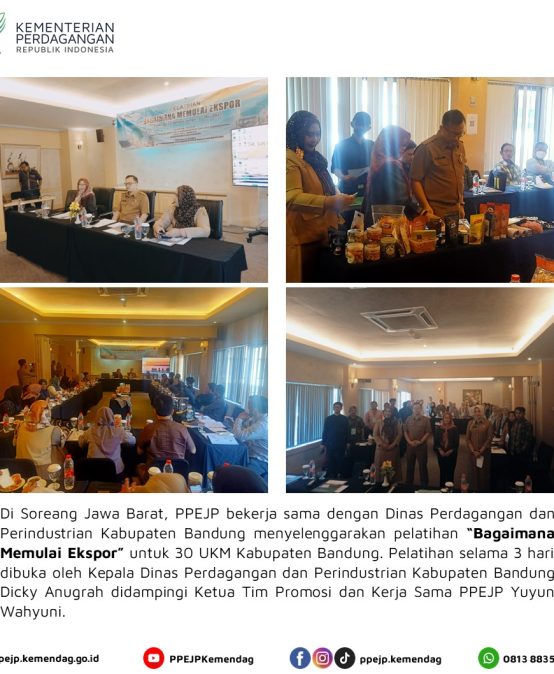 KEMENTERIAN
PERDAGANGAN
REPUBLIK INDONESIA
BAGAIMANA MEMULAI EKSPOR
Di Soreang Jawa Barat, PPEJP bekerja sama dengan Dinas Perdagangan dan
Perindustrian Kabupaten Bandung menyelenggarakan pelatihan “Bagaimana
Memulai Ekspor” untuk 30 UKM Kabupaten Bandung. Pelatihan selama 3 hari
dibuka oleh Kepala Dinas Perdagangan dan Perindustrian Kabupaten Bandung
Dicky Anugrah didampingi Ketua Tim Promosi dan Kerja Sama PPEJP Yuyun
Wahyuni.
ppejp.kemendag.go.id PPEJPKemendag ppejp.kemendag 0813 8835